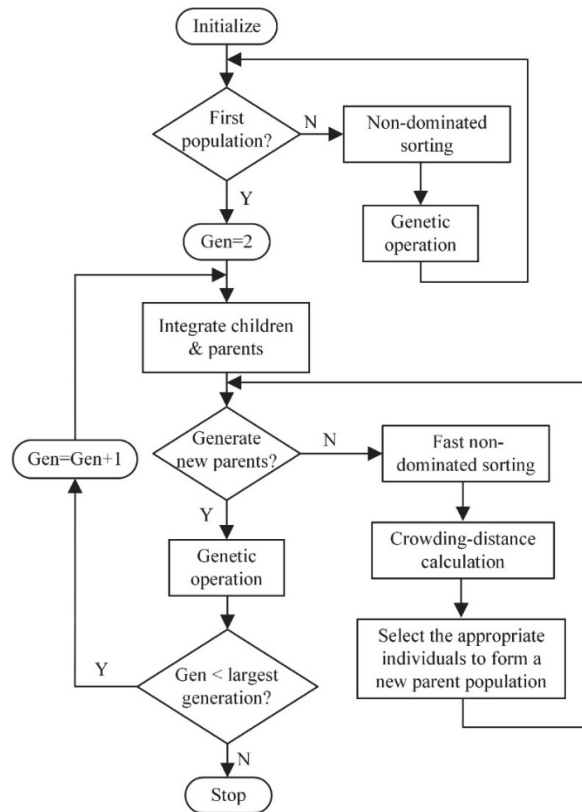 Initialize
First
population?
N
Non-dominated
sorting
Y
Genetic
operation
Gen=2
Integrate children
& parents
Generate
new parents?
N
Fast non-
dominated sorting
Gen=Gen+1
Y
Crowding-distance
calculation
Genetic
operation
Select the appropriate
individuals to form a
new parent population
Y
Gen < largest
generation?
N
Stop